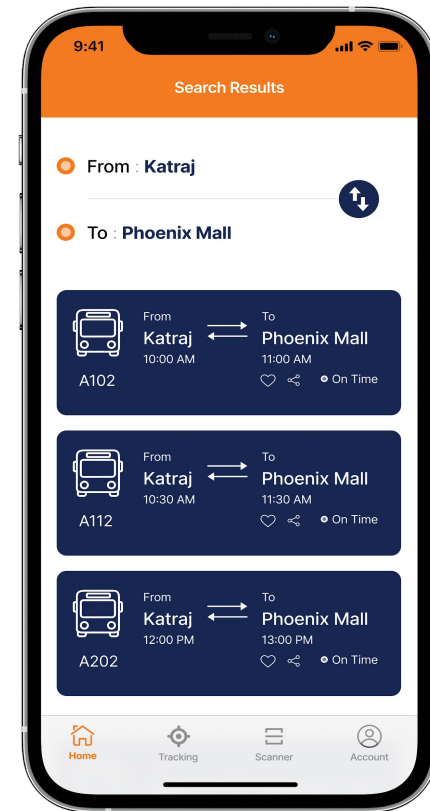 9:41
Search Results
From : Katraj
To : Phoenix Mall
From To
Katraj Phoenix Mall
10:00 AM 11:00 AM
A102 On Time
From To
Katraj Phoenix Mall
10:30 AM 11:30 AM
A112 On Time
From To
Katraj Phoenix Mall
12:00 PM 13:00 PM
A202 On Time
Home Tracking Scanner Account